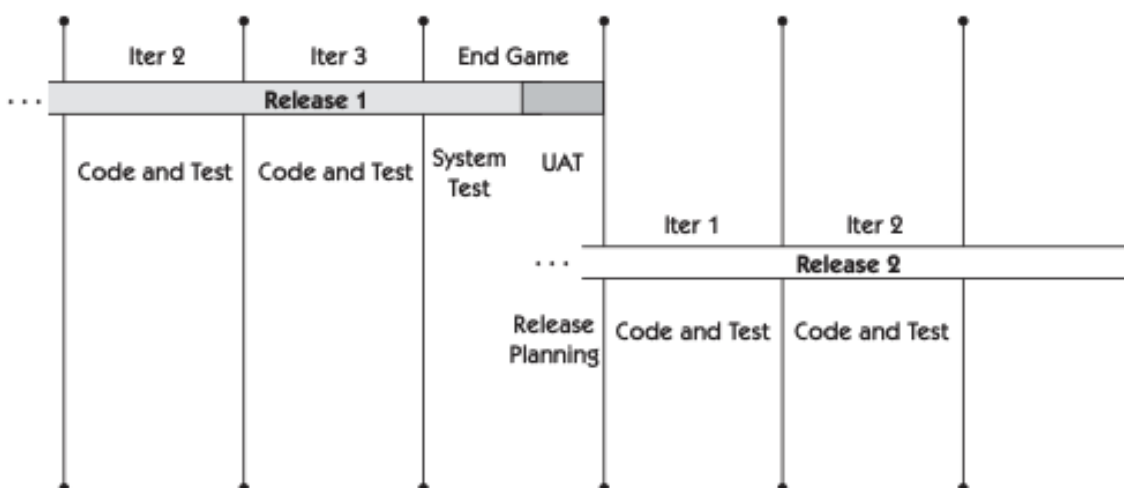 Iter 2 Iter 3 End Game
... Release 1
Code and Test Code and Test System Test UAT
Iter 1 Iter 2
... Release 2
Release Planning Code and Test Code and Test